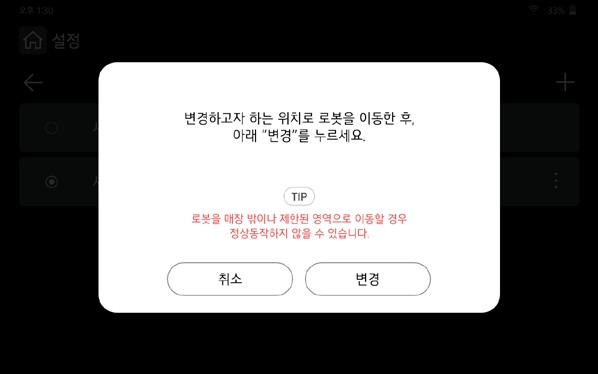 오후 1:30
33%
설정
변경하고자 하는 위치로 로봇을 이동한 후,
아래 "변경"를 누르세요.
TIP
로봇을 매장 밖이나 제한된 영역으로 이동할 경우
정상동작하지 않을 수 있습니다.
취소
변경